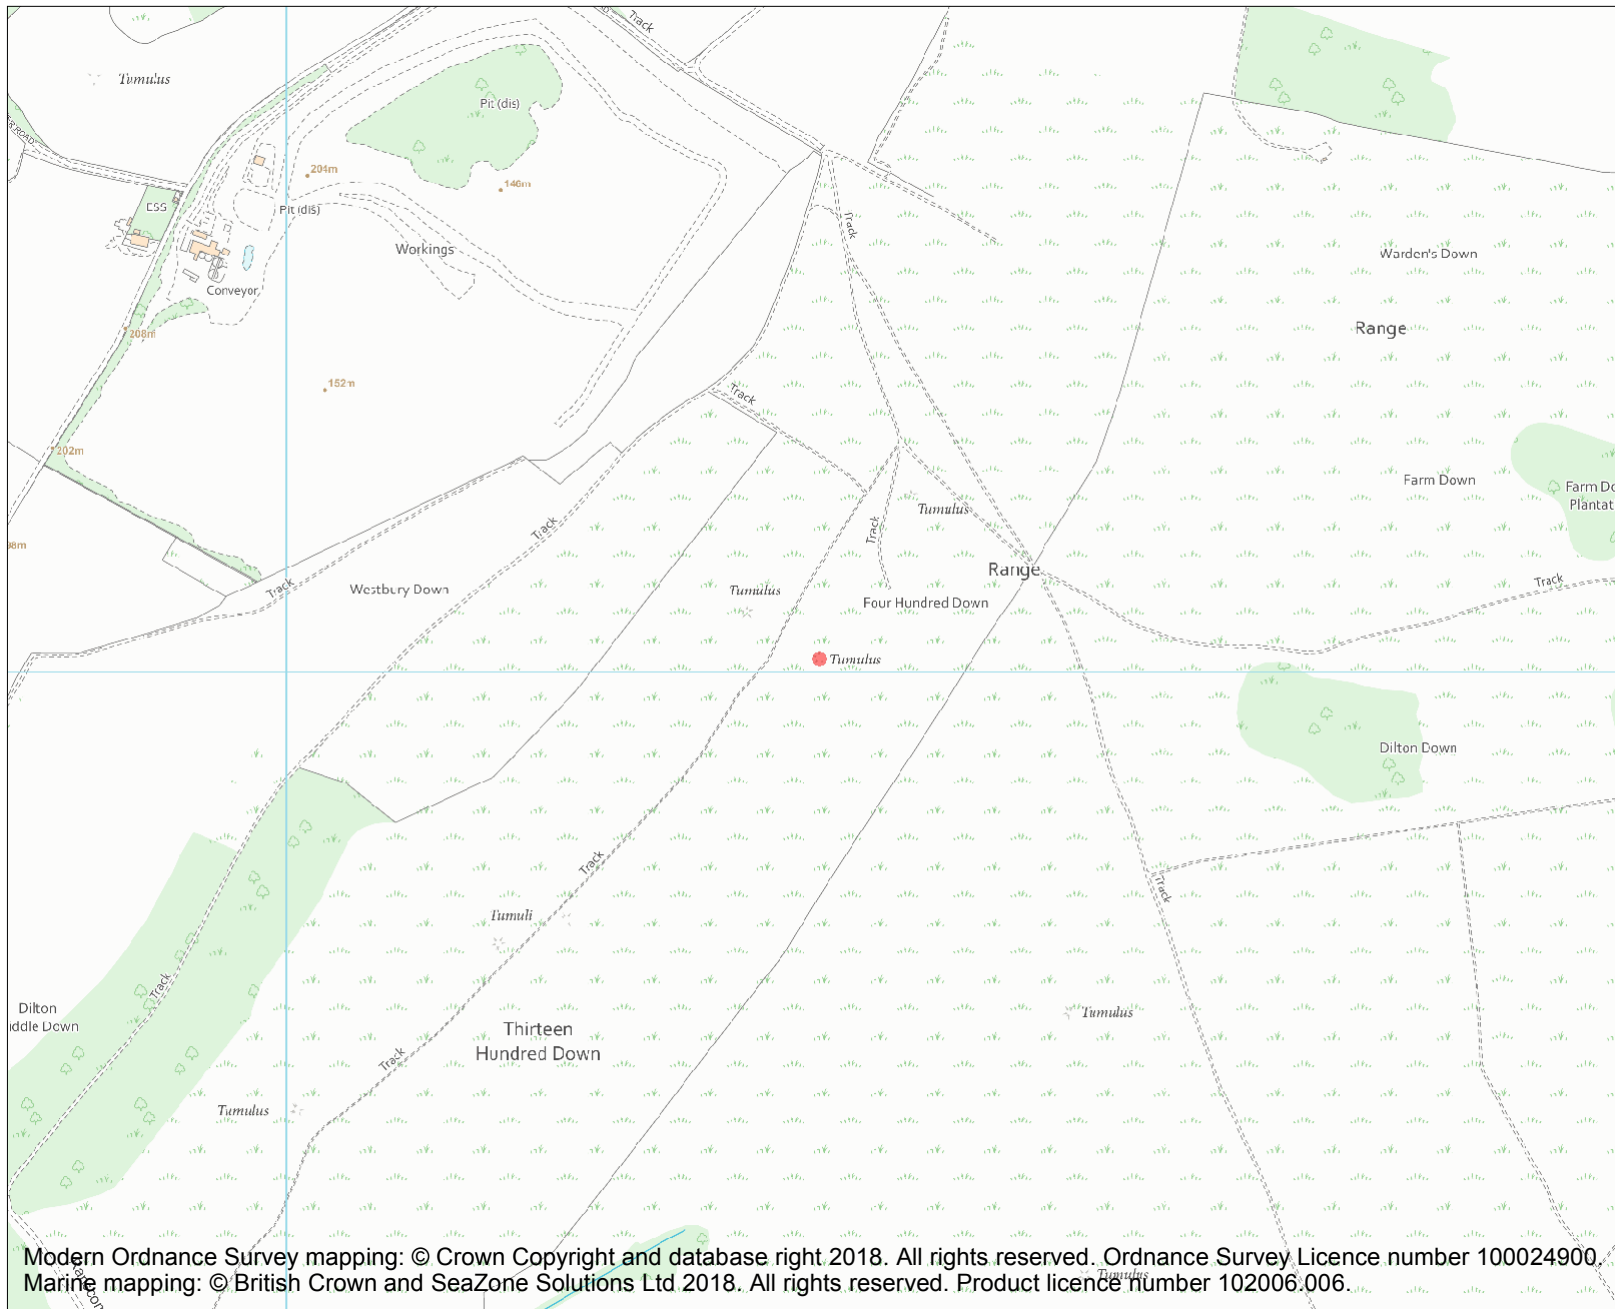 Track
Tumulus
Pit (dis)
204m
146m
ESS
Pit (dis)
Track
Workings
Warden's Down
Conveyor
Range
208m
152m
Track
202m
Farm Down
Tumulus
Track
Track
Range
Track
Track
Westbury Down
Tumulus
Four Hundred Down
Tumulus
Dilton Down
Track
Track
Tumuli
Track
Dilton
Tumulus
Thirteen
Hundred Down
Track
Tumulus
Tumulus
Modern Ordnance Survey mapping: © Crown Copyright and database right 2018. All rights reserved. Ordnance Survey Licence number 100024900.
Marine mapping: © British Crown and SeaZone Solutions Ltd 2018. All rights reserved. Product licence number 102006.006.